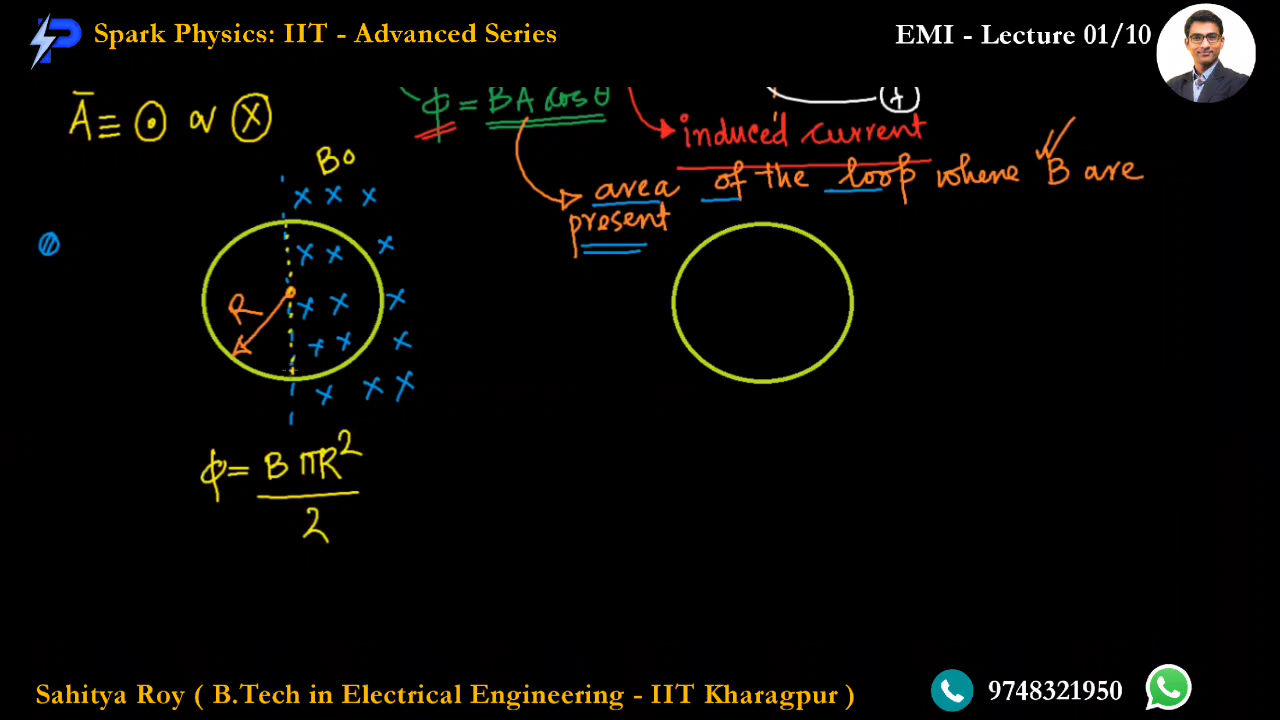 Spark Physics: IIT - Advanced Series
EMI - Lecture 01/10
Ā ≡ ⊙ or ⊗
φ = BA cos θ
(+)
induced current
area of the loop where B are
present
B₀
R
φ = B πR²
2
Sahitya Roy ( B.Tech in Electrical Engineering - IIT Kharagpur )
9748321950